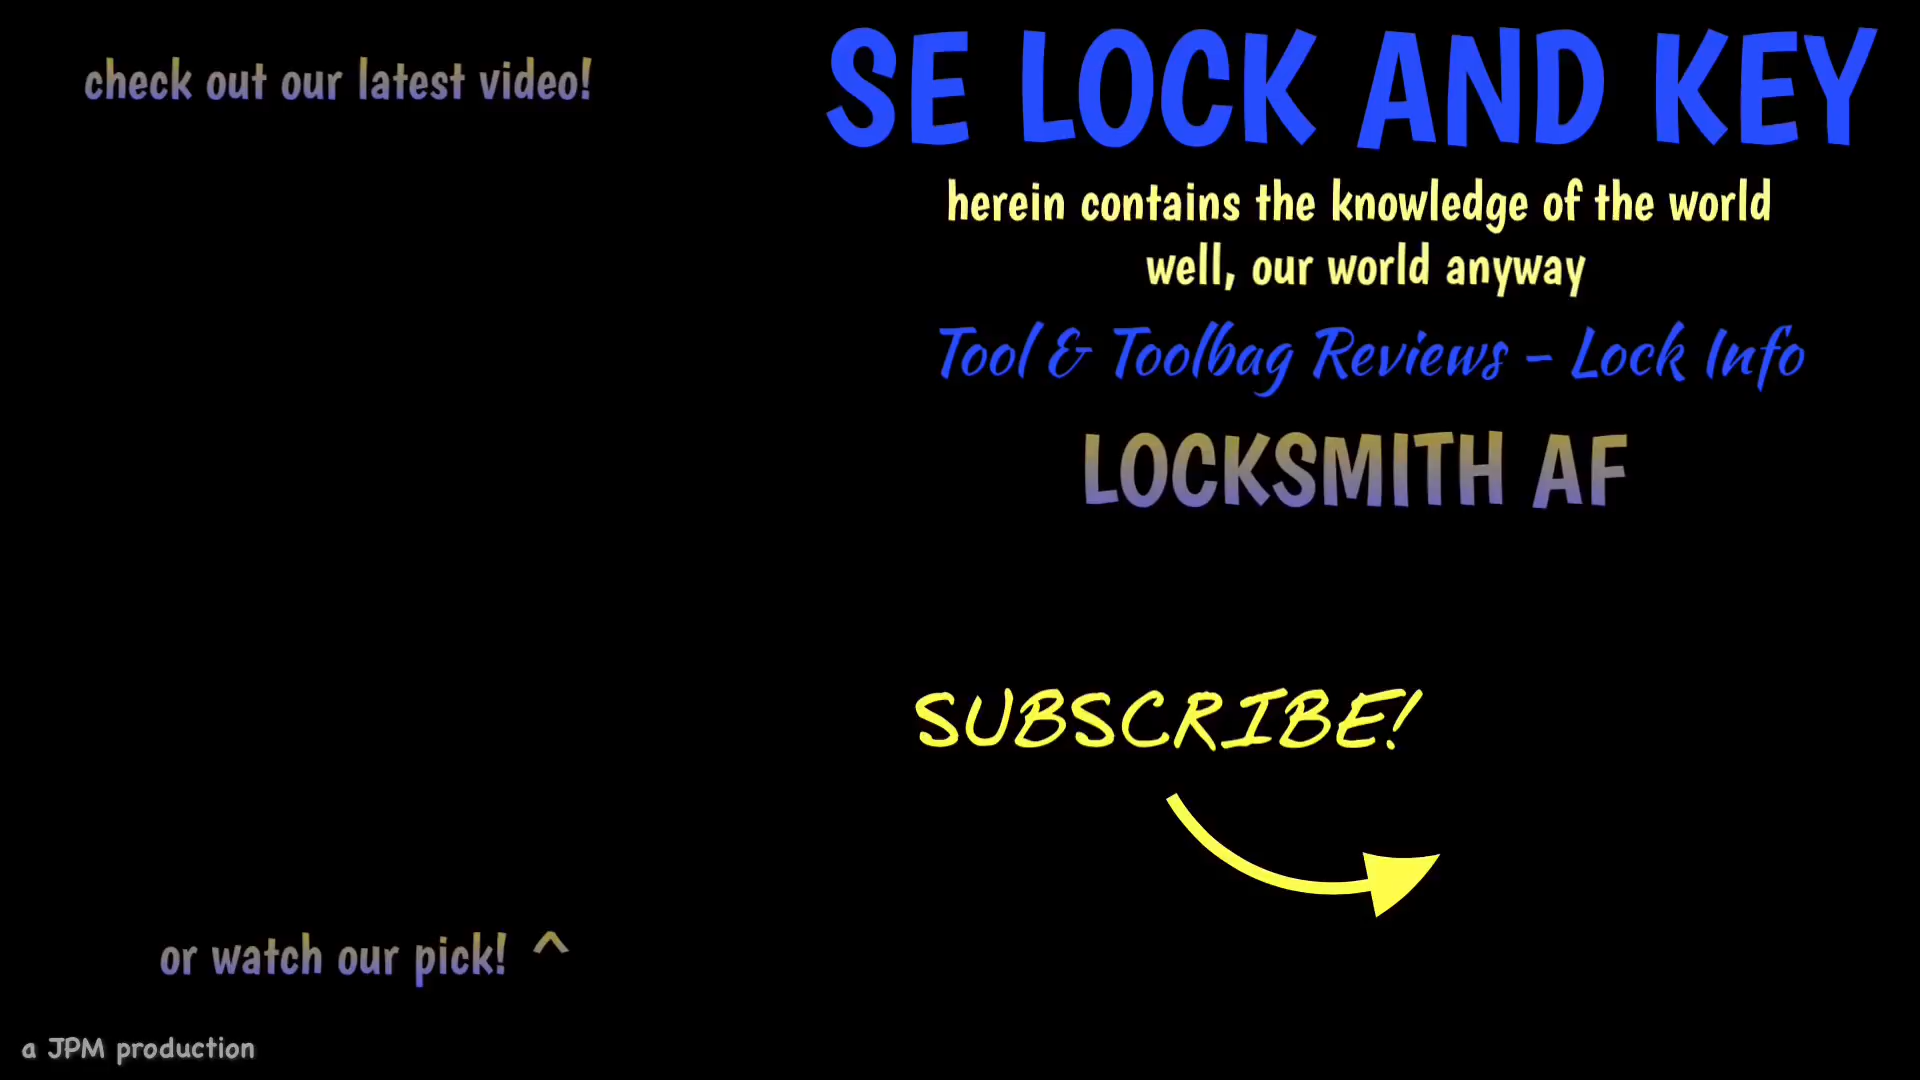 check out our latest video!
SE LOCK AND KEY
herein contains the knowledge of the world
well, our world anyway
Tool & Toolbag Reviews - Lock Info
LOCKSMITH AF
SUBSCRIBE!
or watch our pick! ^
a JPM production